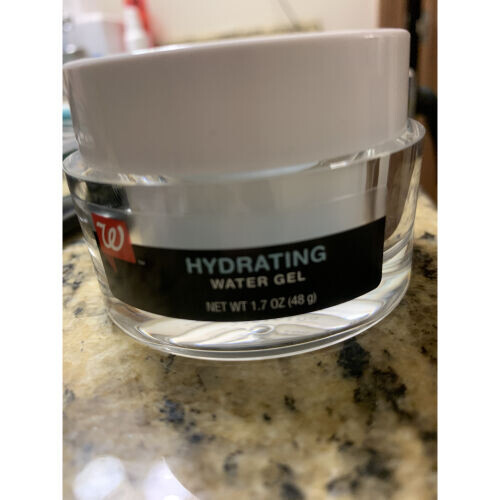 W
HYDRATING
WATER GEL
NET WT 1.7 OZ (48 g)